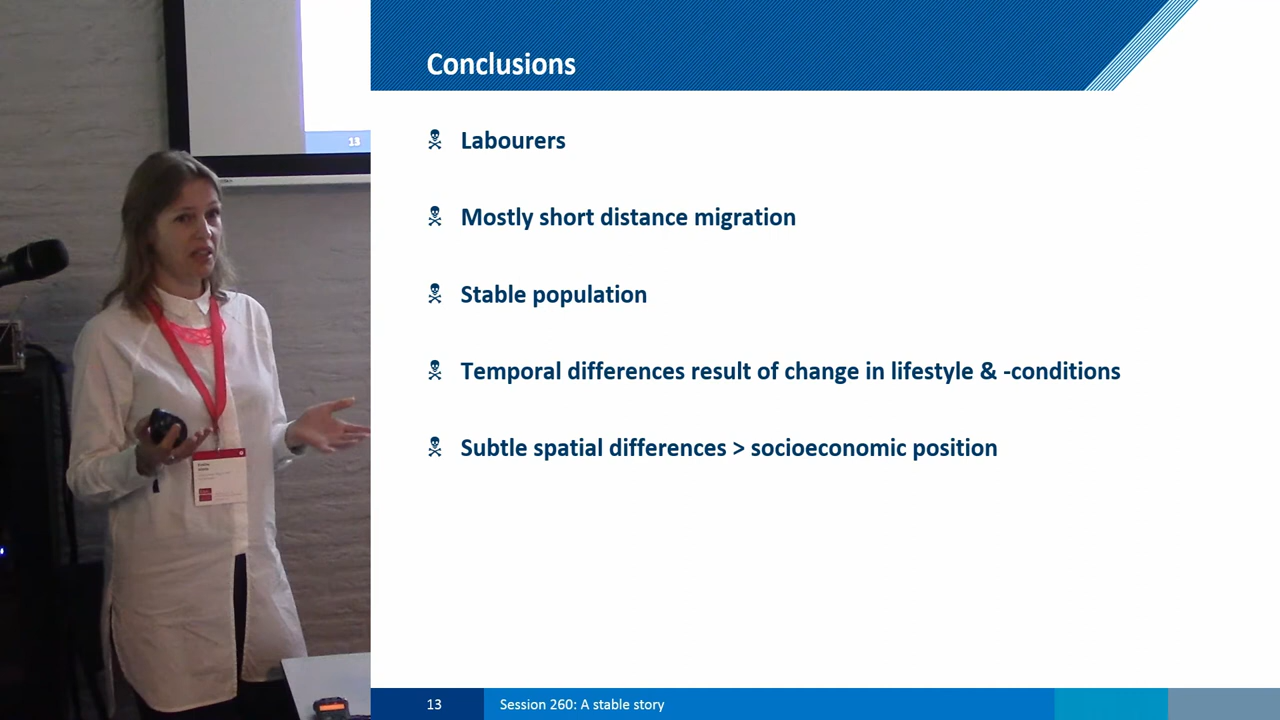 13
Conclusions
Labourers
Mostly short distance migration
Stable population
Temporal differences result of change in lifestyle & -conditions
Subtle spatial differences > socioeconomic position
13
Session 260: A stable story